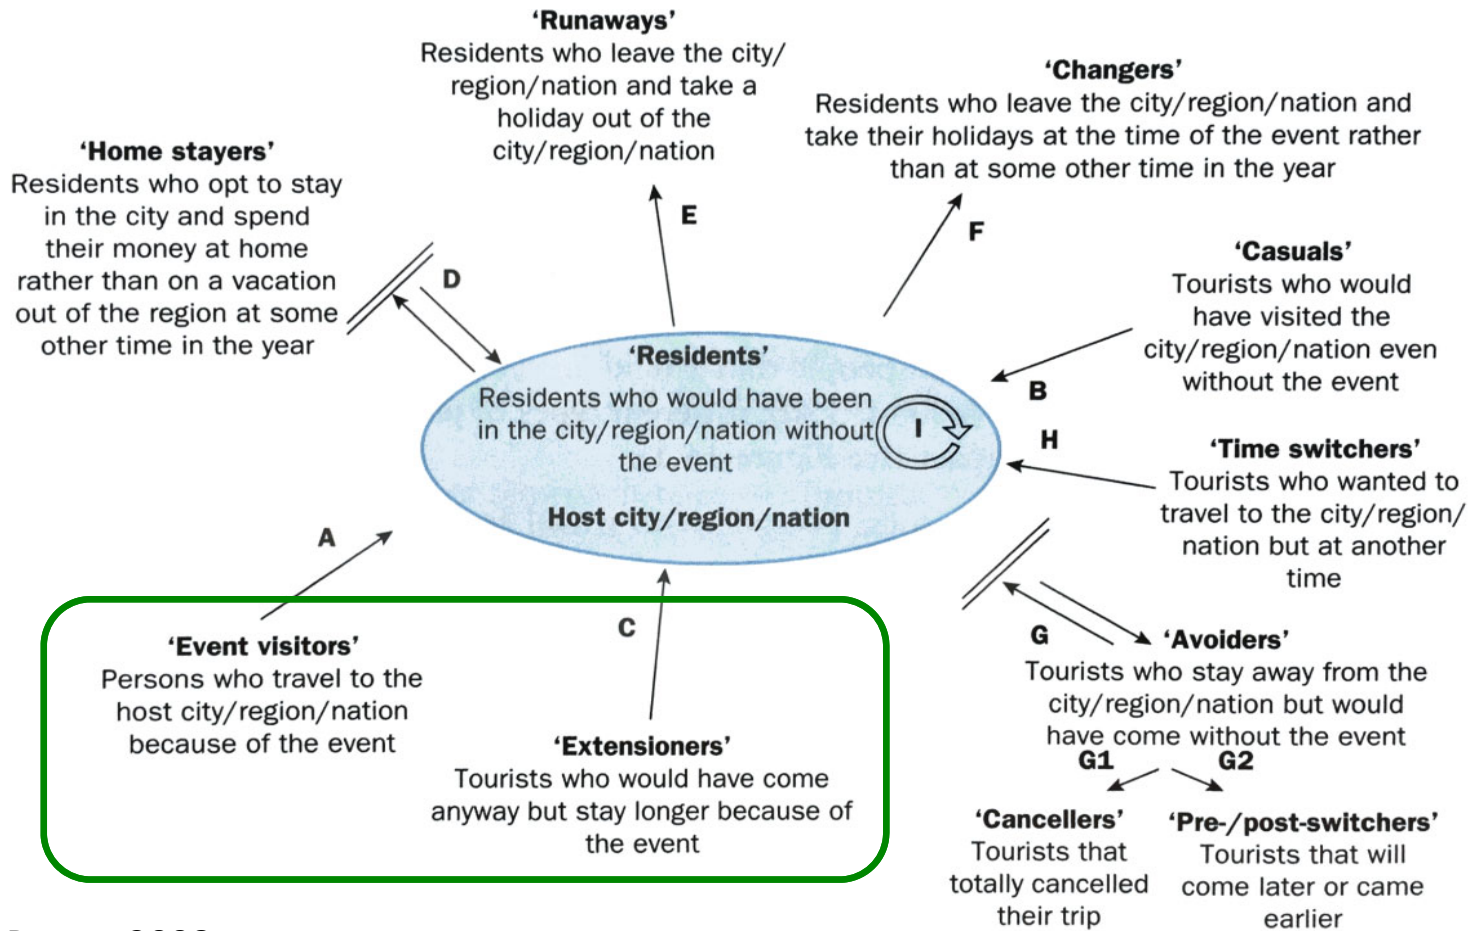 ‘Runaways’
Residents who leave the city/
region/nation and take a
holiday out of the
city/region/nation
‘Changers’
Residents who leave the city/region/nation and
take their holidays at the time of the event rather
than at some other time in the year
‘Home stayers’
Residents who opt to stay
in the city and spend
their money at home
rather than on a vacation
out of the region at some
other time in the year
E
F
D
‘Casuals’
Tourists who would
have visited the
city/region/nation even
without the event
B
‘Residents’
Residents who would have been
in the city/region/nation without
the event
I
Host city/region/nation
H
‘Time switchers’
Tourists who wanted to
travel to the city/region/
nation but at another
time
A
‘Event visitors’
Persons who travel to the
host city/region/nation
because of the event
C
‘Extensioners’
Tourists who would have come
anyway but stay longer because of
the event
G
‘Avoiders’
Tourists who stay away from the
city/region/nation but would
have come without the event
G1
G2
‘Cancellers’
Tourists that
totally cancelled
their trip
‘Pre-/post-switchers’
Tourists that will
come later or came
earlier